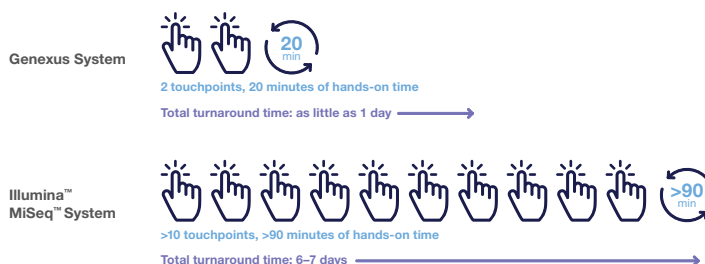 20
min
Genexus System
2 touchpoints, 20 minutes of hands-on time
Total turnaround time: as little as 1 day
>90
min
Illumina™
MiSeq™ System
>10 touchpoints, >90 minutes of hands-on time
Total turnaround time: 6–7 days